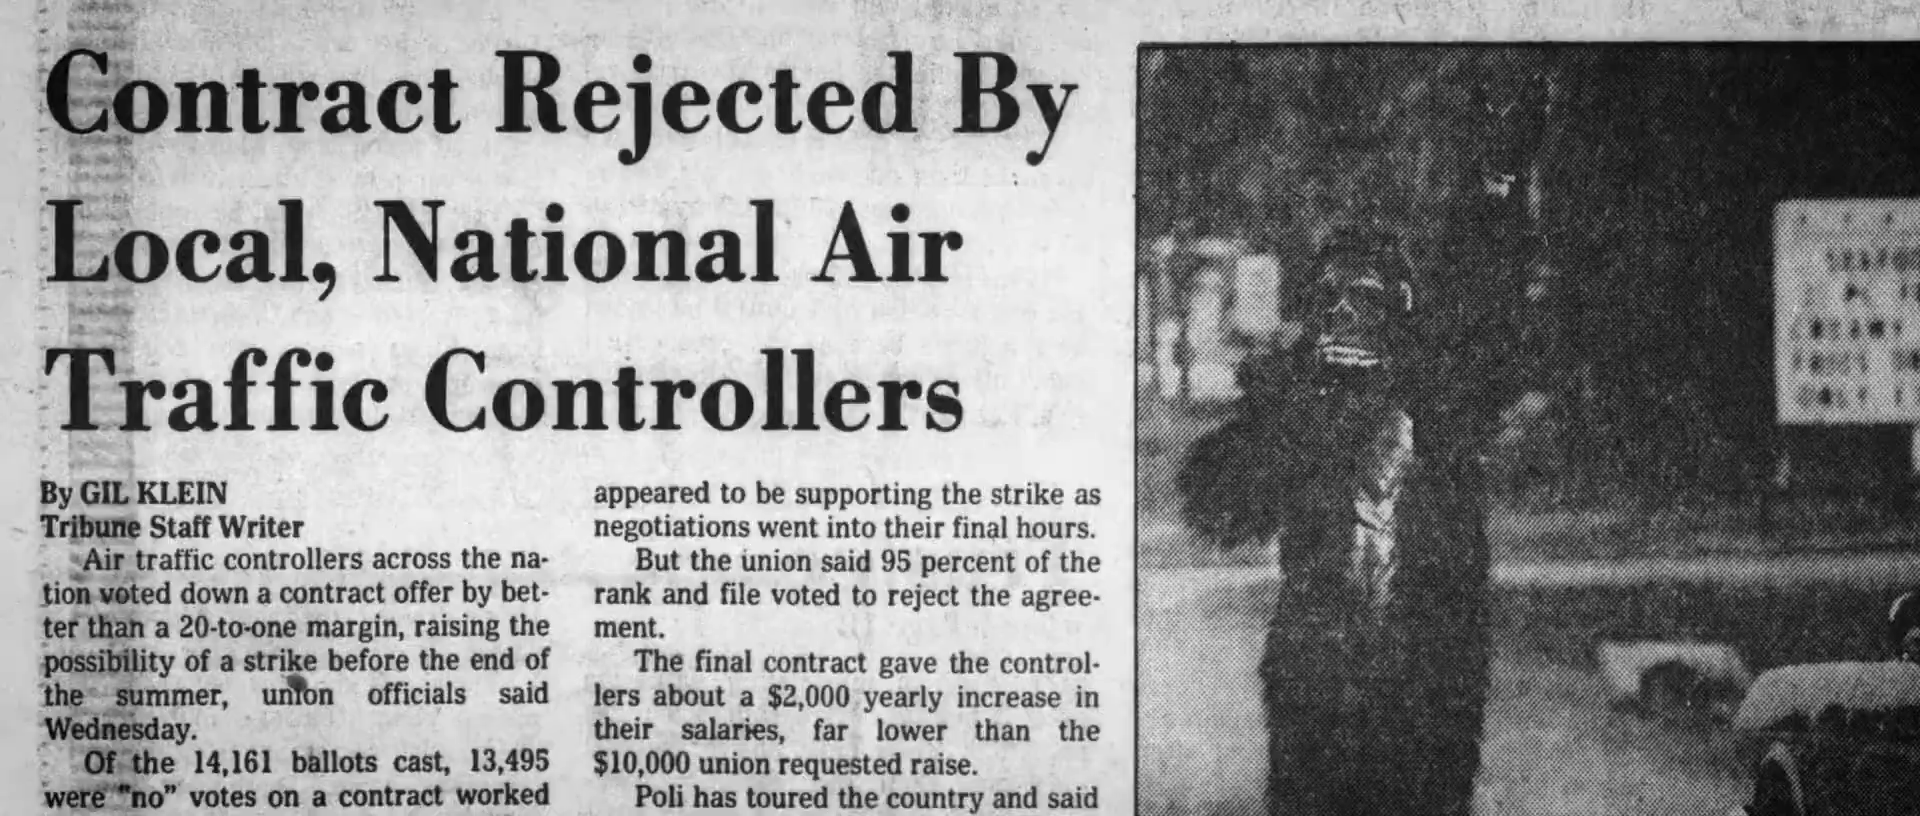 Contract Rejected By
Local, National Air
Traffic Controllers
By GIL KLEIN
Tribune Staff Writer
Air traffic controllers across the na-
tion voted down a contract offer by bet-
ter than a 20-to-one margin, raising the
possibility of a strike before the end of
the summer, union officials said
Wednesday.
Of the 14,161 ballots cast, 13,495
were "no" votes on a contract worked
appeared to be supporting the strike as
negotiations went into their final hours.
But the union said 95 percent of the
rank and file voted to reject the agree-
ment.
The final contract gave the control-
lers about a $2,000 yearly increase in
their salaries, far lower than the
$10,000 union requested raise.
Poli has toured the country and said
ONLY